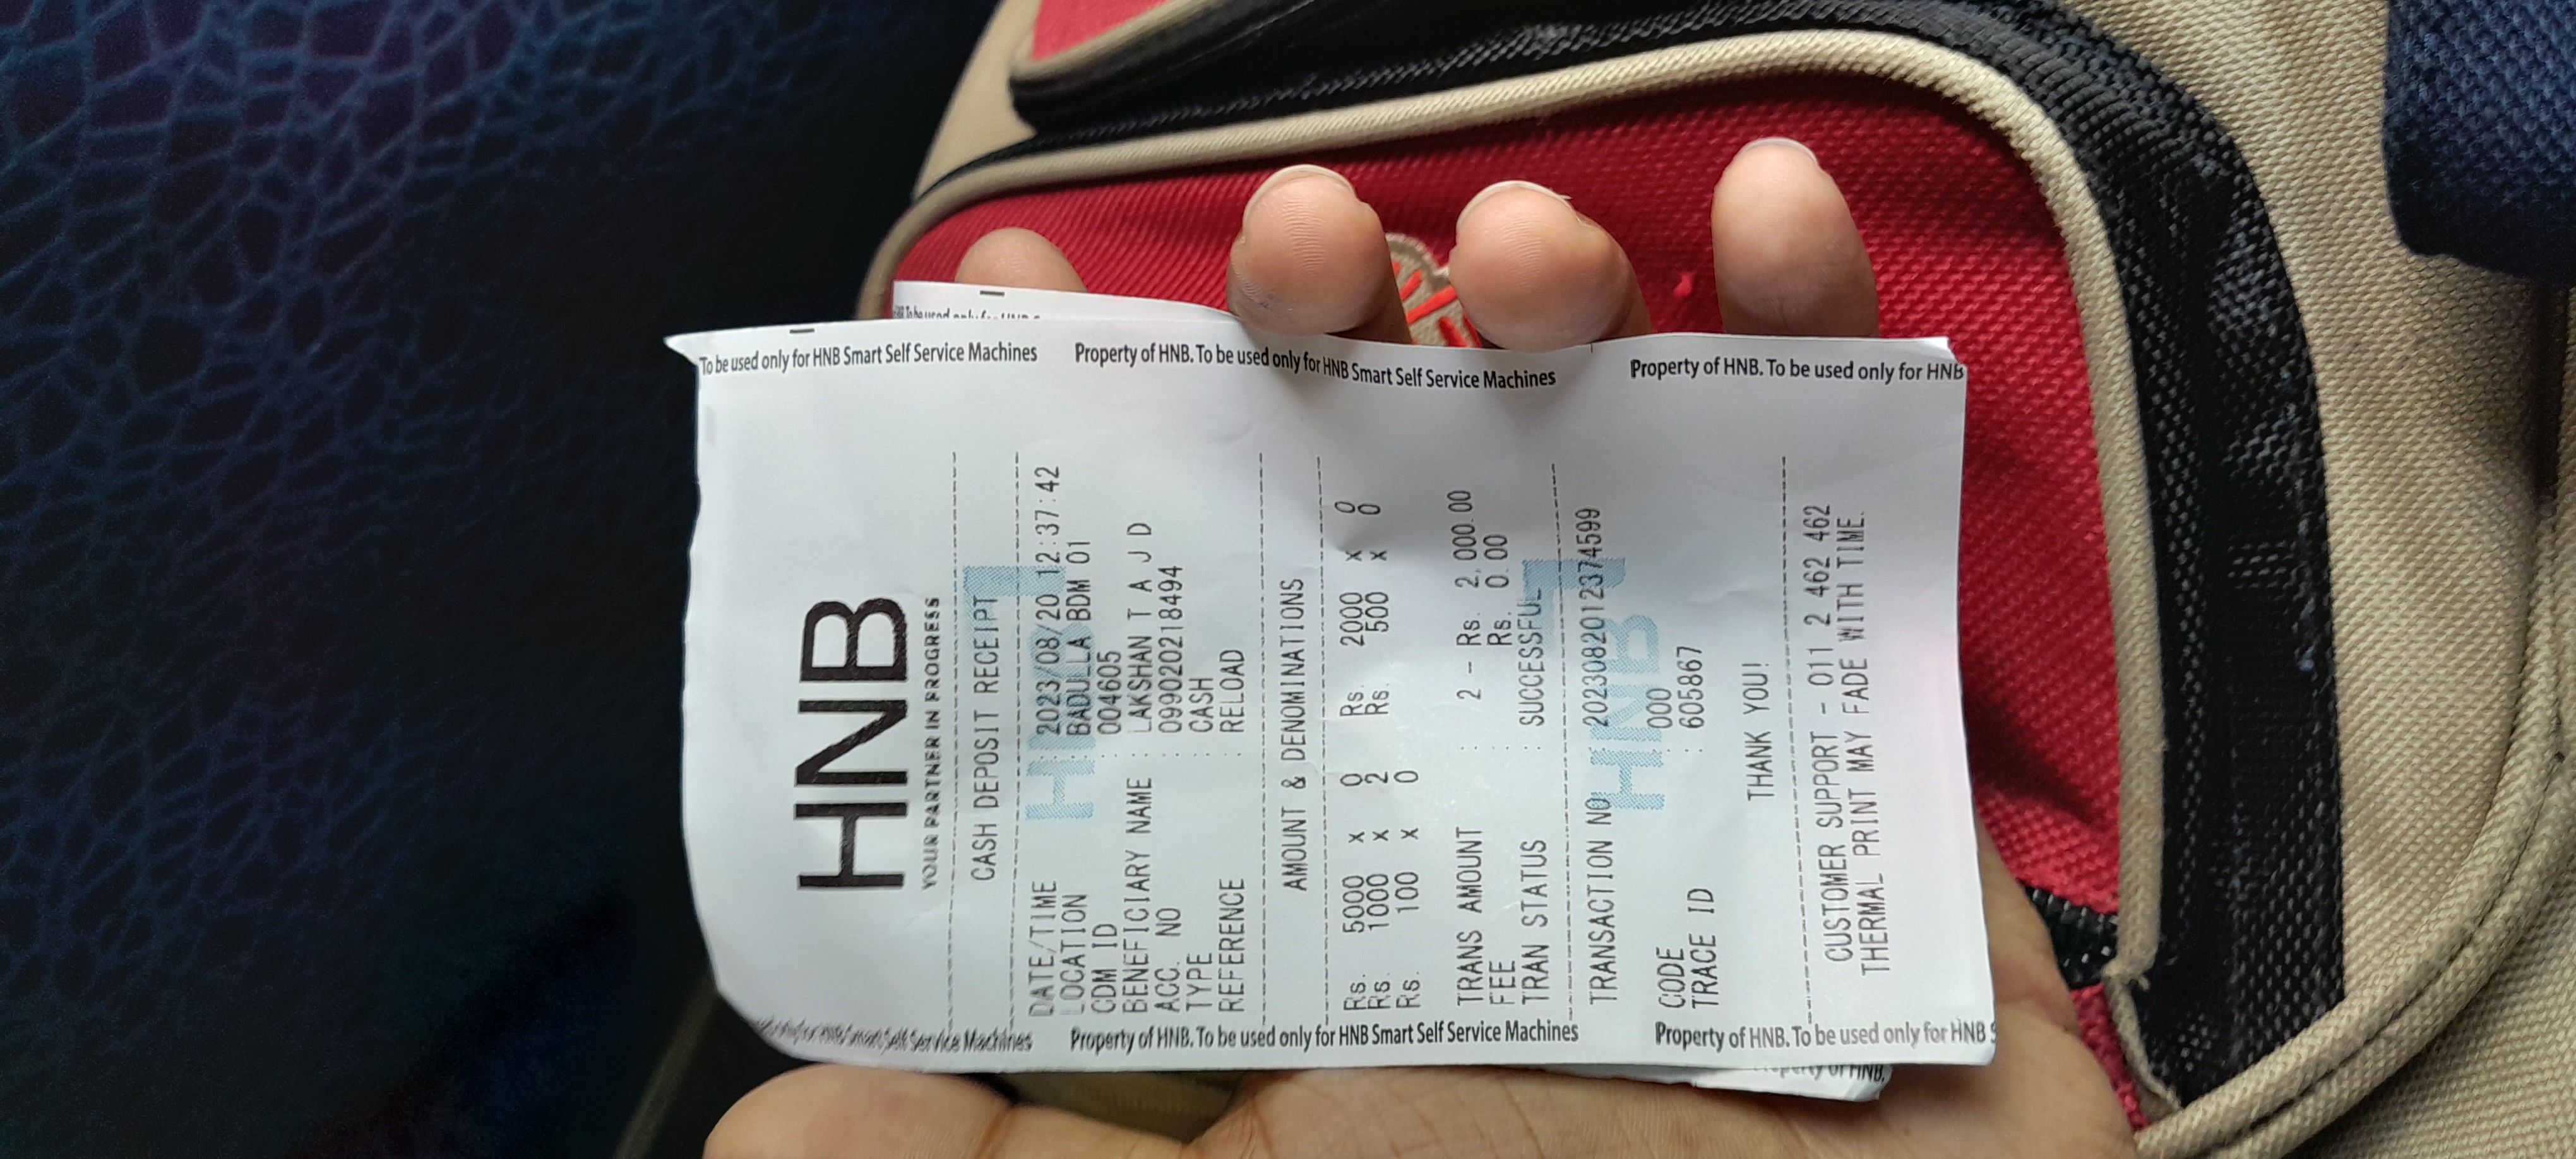 To be used only for HNB Smart Self Service Machines Property of HNB. To be used only for HNB Smart Self Service Machines Property of HNB. To be used only for HNB
HNB
YOUR PARTNER IN PROGRESS
CASH DEPOSIT RECEIPT
DATE/TIME : 2023/08/20 12:37:42
LOCATION : BADULLA BDM 01
CDM ID : 004605
BENEFICIARY NAME : LAKSHAN T A J D
ACC. NO : 099020218494
TYPE : CASH
REFERENCE : RELOAD
AMOUNT & DENOMINATIONS
Rs. 5000 x 0 Rs. 2000 x 0
Rs. 1000 x 2 Rs. 500 x 0
Rs. 100 x 0
TRANS AMOUNT : 2 - Rs. 2,000.00
FEE : Rs. 0.00
TRAN STATUS : SUCCESSFUL
TRANSACTION NO : 20230820123745​99
CODE : 000
TRACE ID : 605867
THANK YOU!
CUSTOMER SUPPORT - 011 2 462 462
THERMAL PRINT MAY FADE WITH TIME.
HNB Smart Self Service Machines Property of HNB. To be used only for HNB Smart Self Service Machines Property of HNB. To be used only for HNB S